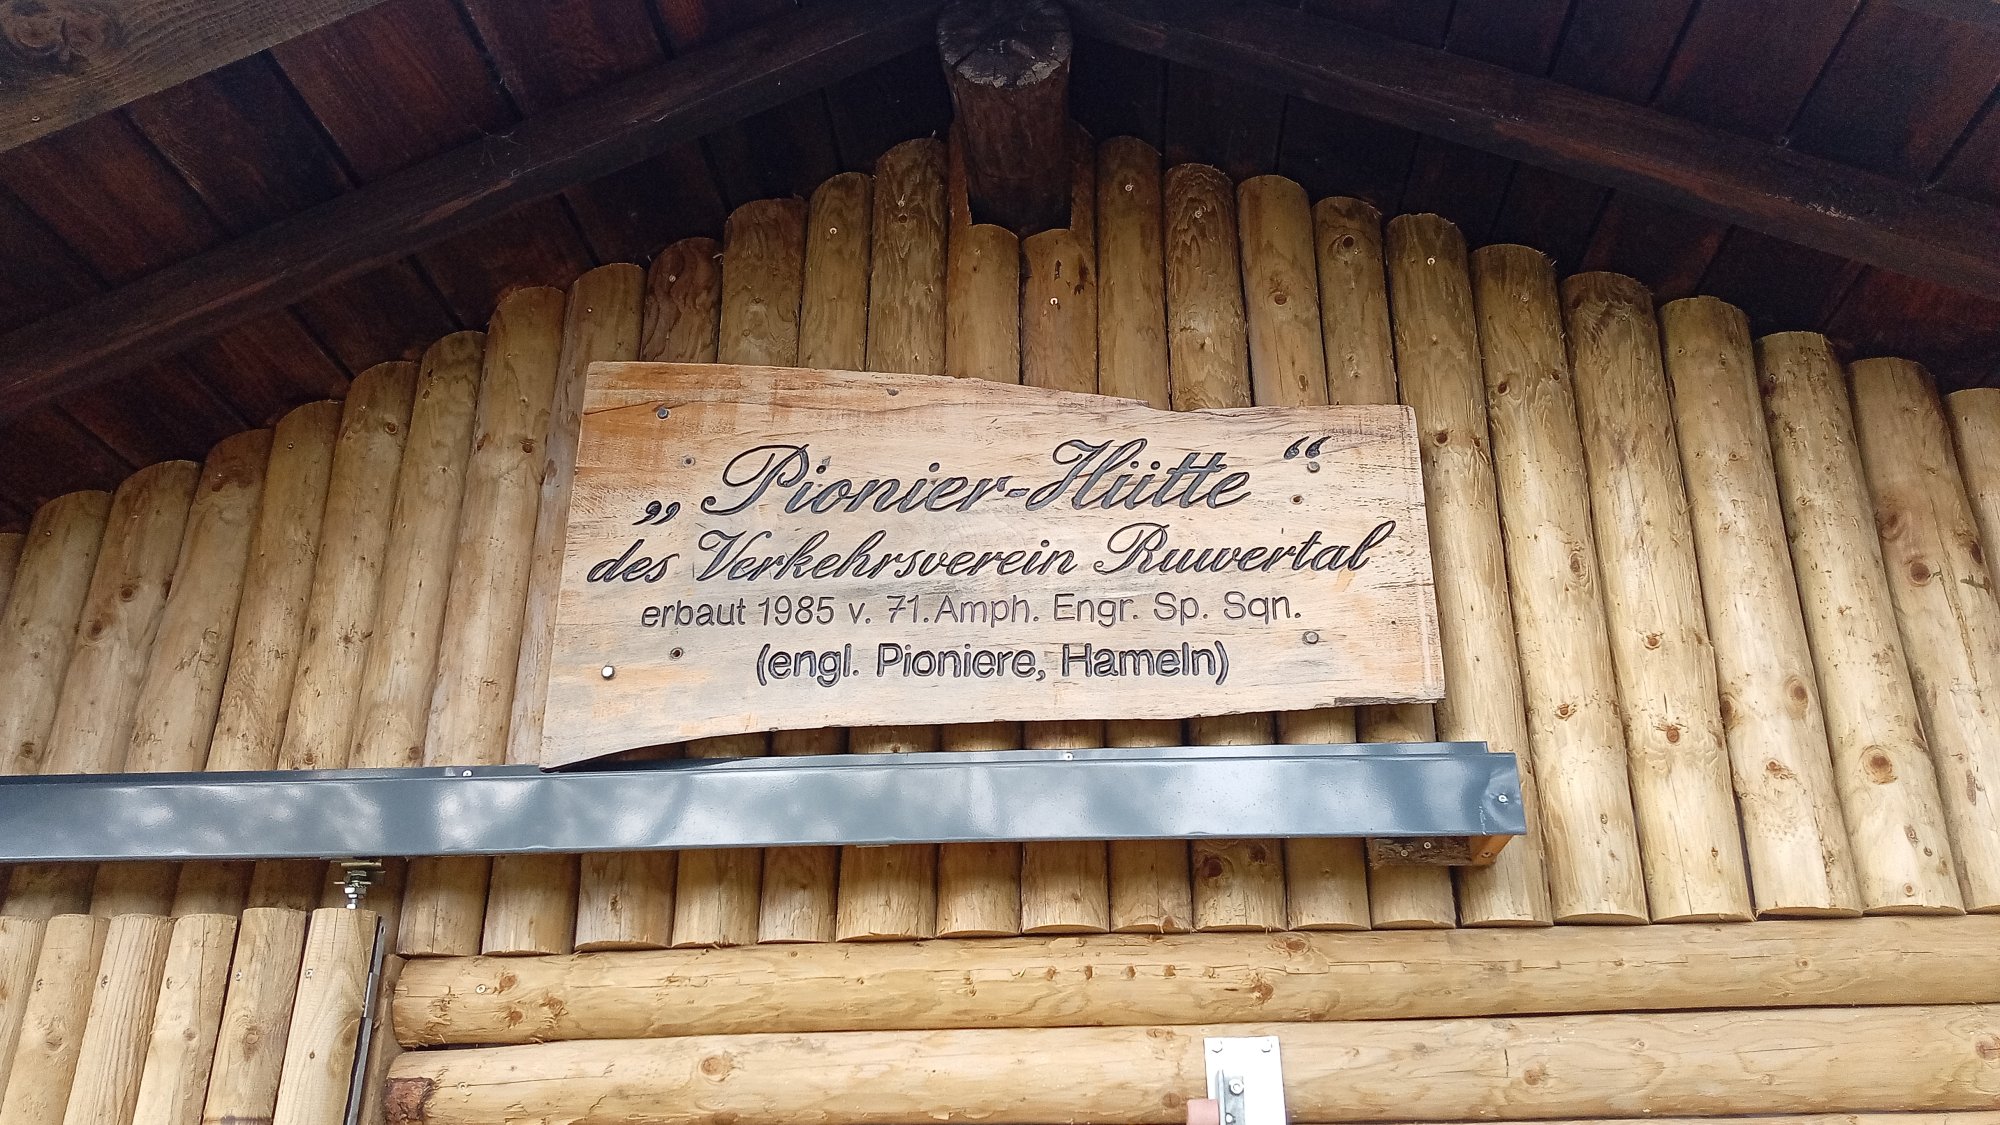 „Pionier-Hütte“
des Verkehrsverein Ruwertal
erbaut 1985 v. 71. Amph. Engr. Sp. Sqn.
(engl. Pioniere, Hameln)